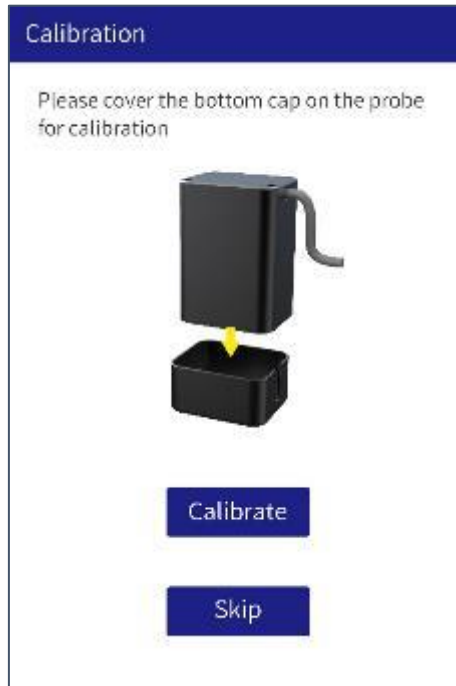 Calibration
Please cover the bottom cap on the probe
for calibration
Calibrate
Skip